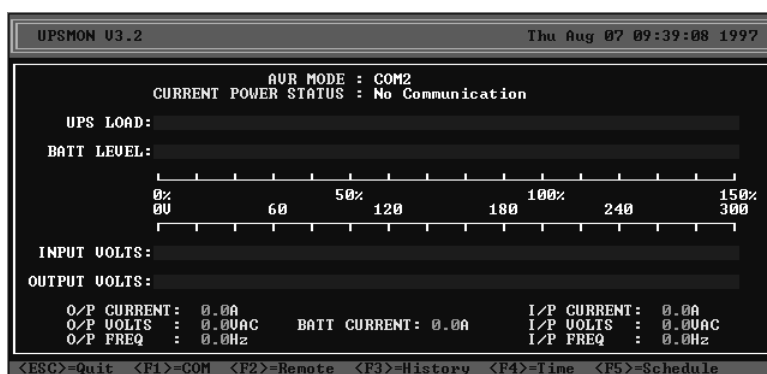 UPSMON V3.2 Thu Aug 07 09:39:08 1997
AVR MODE : COM2
CURRENT POWER STATUS : No Communication
UPS LOAD:
BATT LEVEL:
0% 50% 100% 150%
0V 60 120 180 240 300
INPUT VOLTS:
OUTPUT VOLTS:
O/P CURRENT: 0.0A I/P CURRENT: 0.0A
O/P VOLTS : 0.0VAC BATT CURRENT: 0.0A I/P VOLTS : 0.0VAC
O/P FREQ : 0.0Hz I/P FREQ : 0.0Hz
<ESC>=Quit <F1>=COM <F2>=Remote <F3>=History <F4>=Time <F5>=Schedule